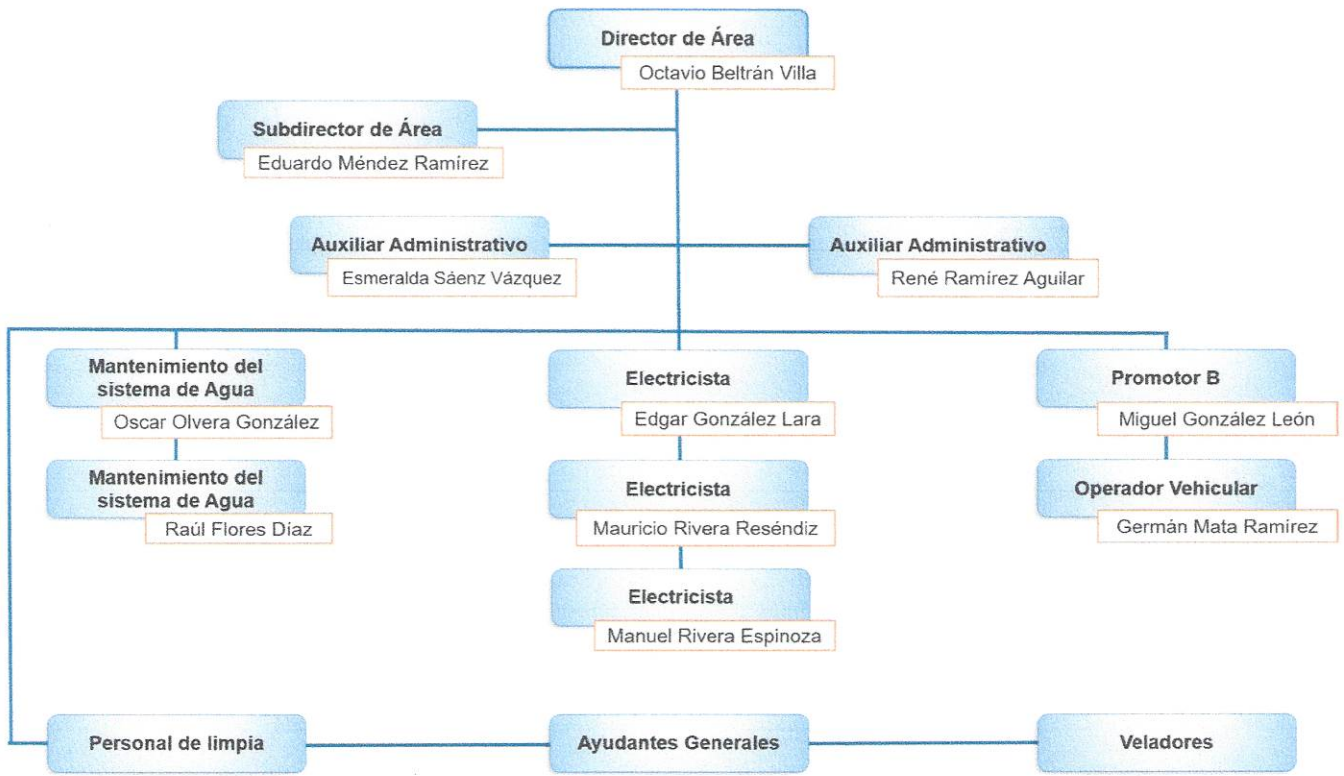 Director de Área
Octavio Beltrán Villa
Subdirector de Área
Eduardo Méndez Ramírez
Auxiliar Administrativo
Esmeralda Sáenz Vázquez
Auxiliar Administrativo
René Ramírez Aguilar
Mantenimiento del
sistema de Agua
Oscar Olvera González
Mantenimiento del
sistema de Agua
Raúl Flores Díaz
Electricista
Edgar González Lara
Electricista
Mauricio Rivera Reséndiz
Electricista
Manuel Rivera Espinoza
Promotor B
Miguel González León
Operador Vehicular
Germán Mata Ramírez
Personal de limpia
Ayudantes Generales
Veladores